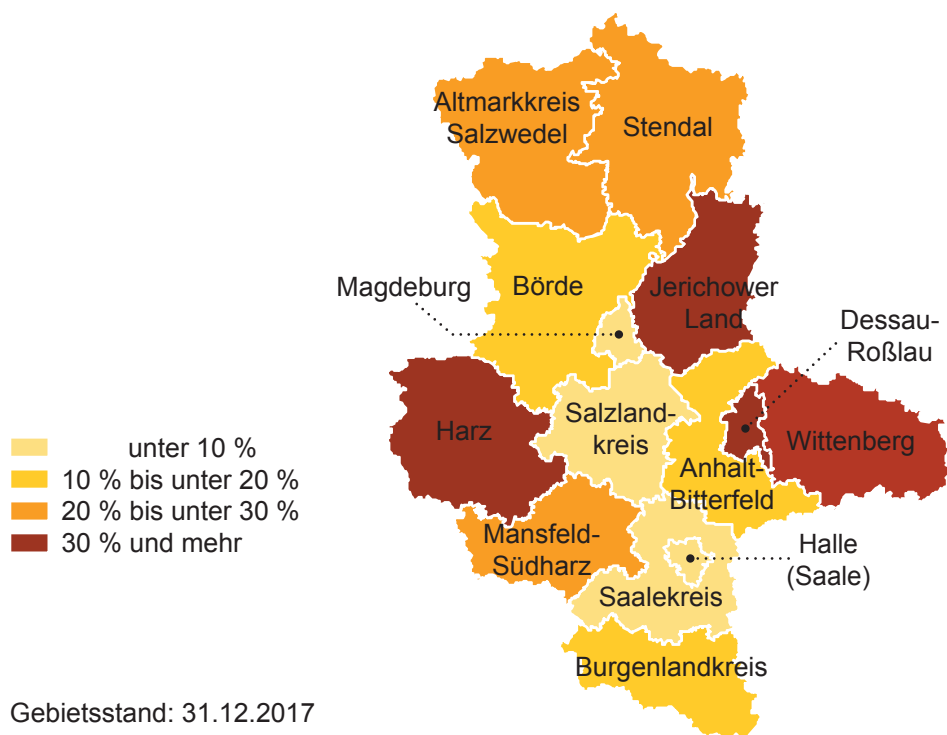 Altmarkkreis
Salzwedel
Stendal
Börde
Magdeburg
Jerichower
Land
Dessau-
Roßlau
Harz
Salzland-
kreis
Wittenberg
Anhalt-
Bitterfeld
unter 10 %
10 % bis unter 20 %
20 % bis unter 30 %
30 % und mehr
Mansfeld-
Südharz
Halle
(Saale)
Saalekreis
Burgenlandkreis
Gebietsstand: 31.12.2017